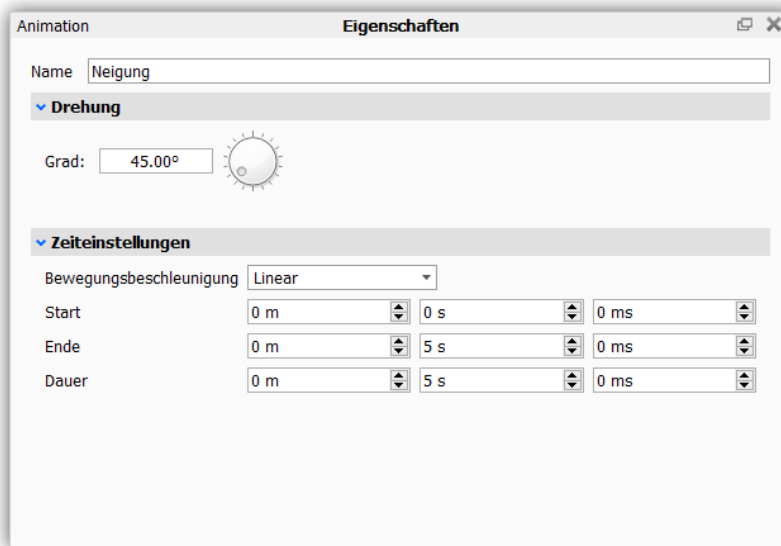 Animation Eigenschaften
Name Neigung
Drehung
Grad: 45.00º
Zeiteinstellungen
Bewegungsbeschleunigung Linear
Start 0 m 0 s 0 ms
Ende 0 m 5 s 0 ms
Dauer 0 m 5 s 0 ms